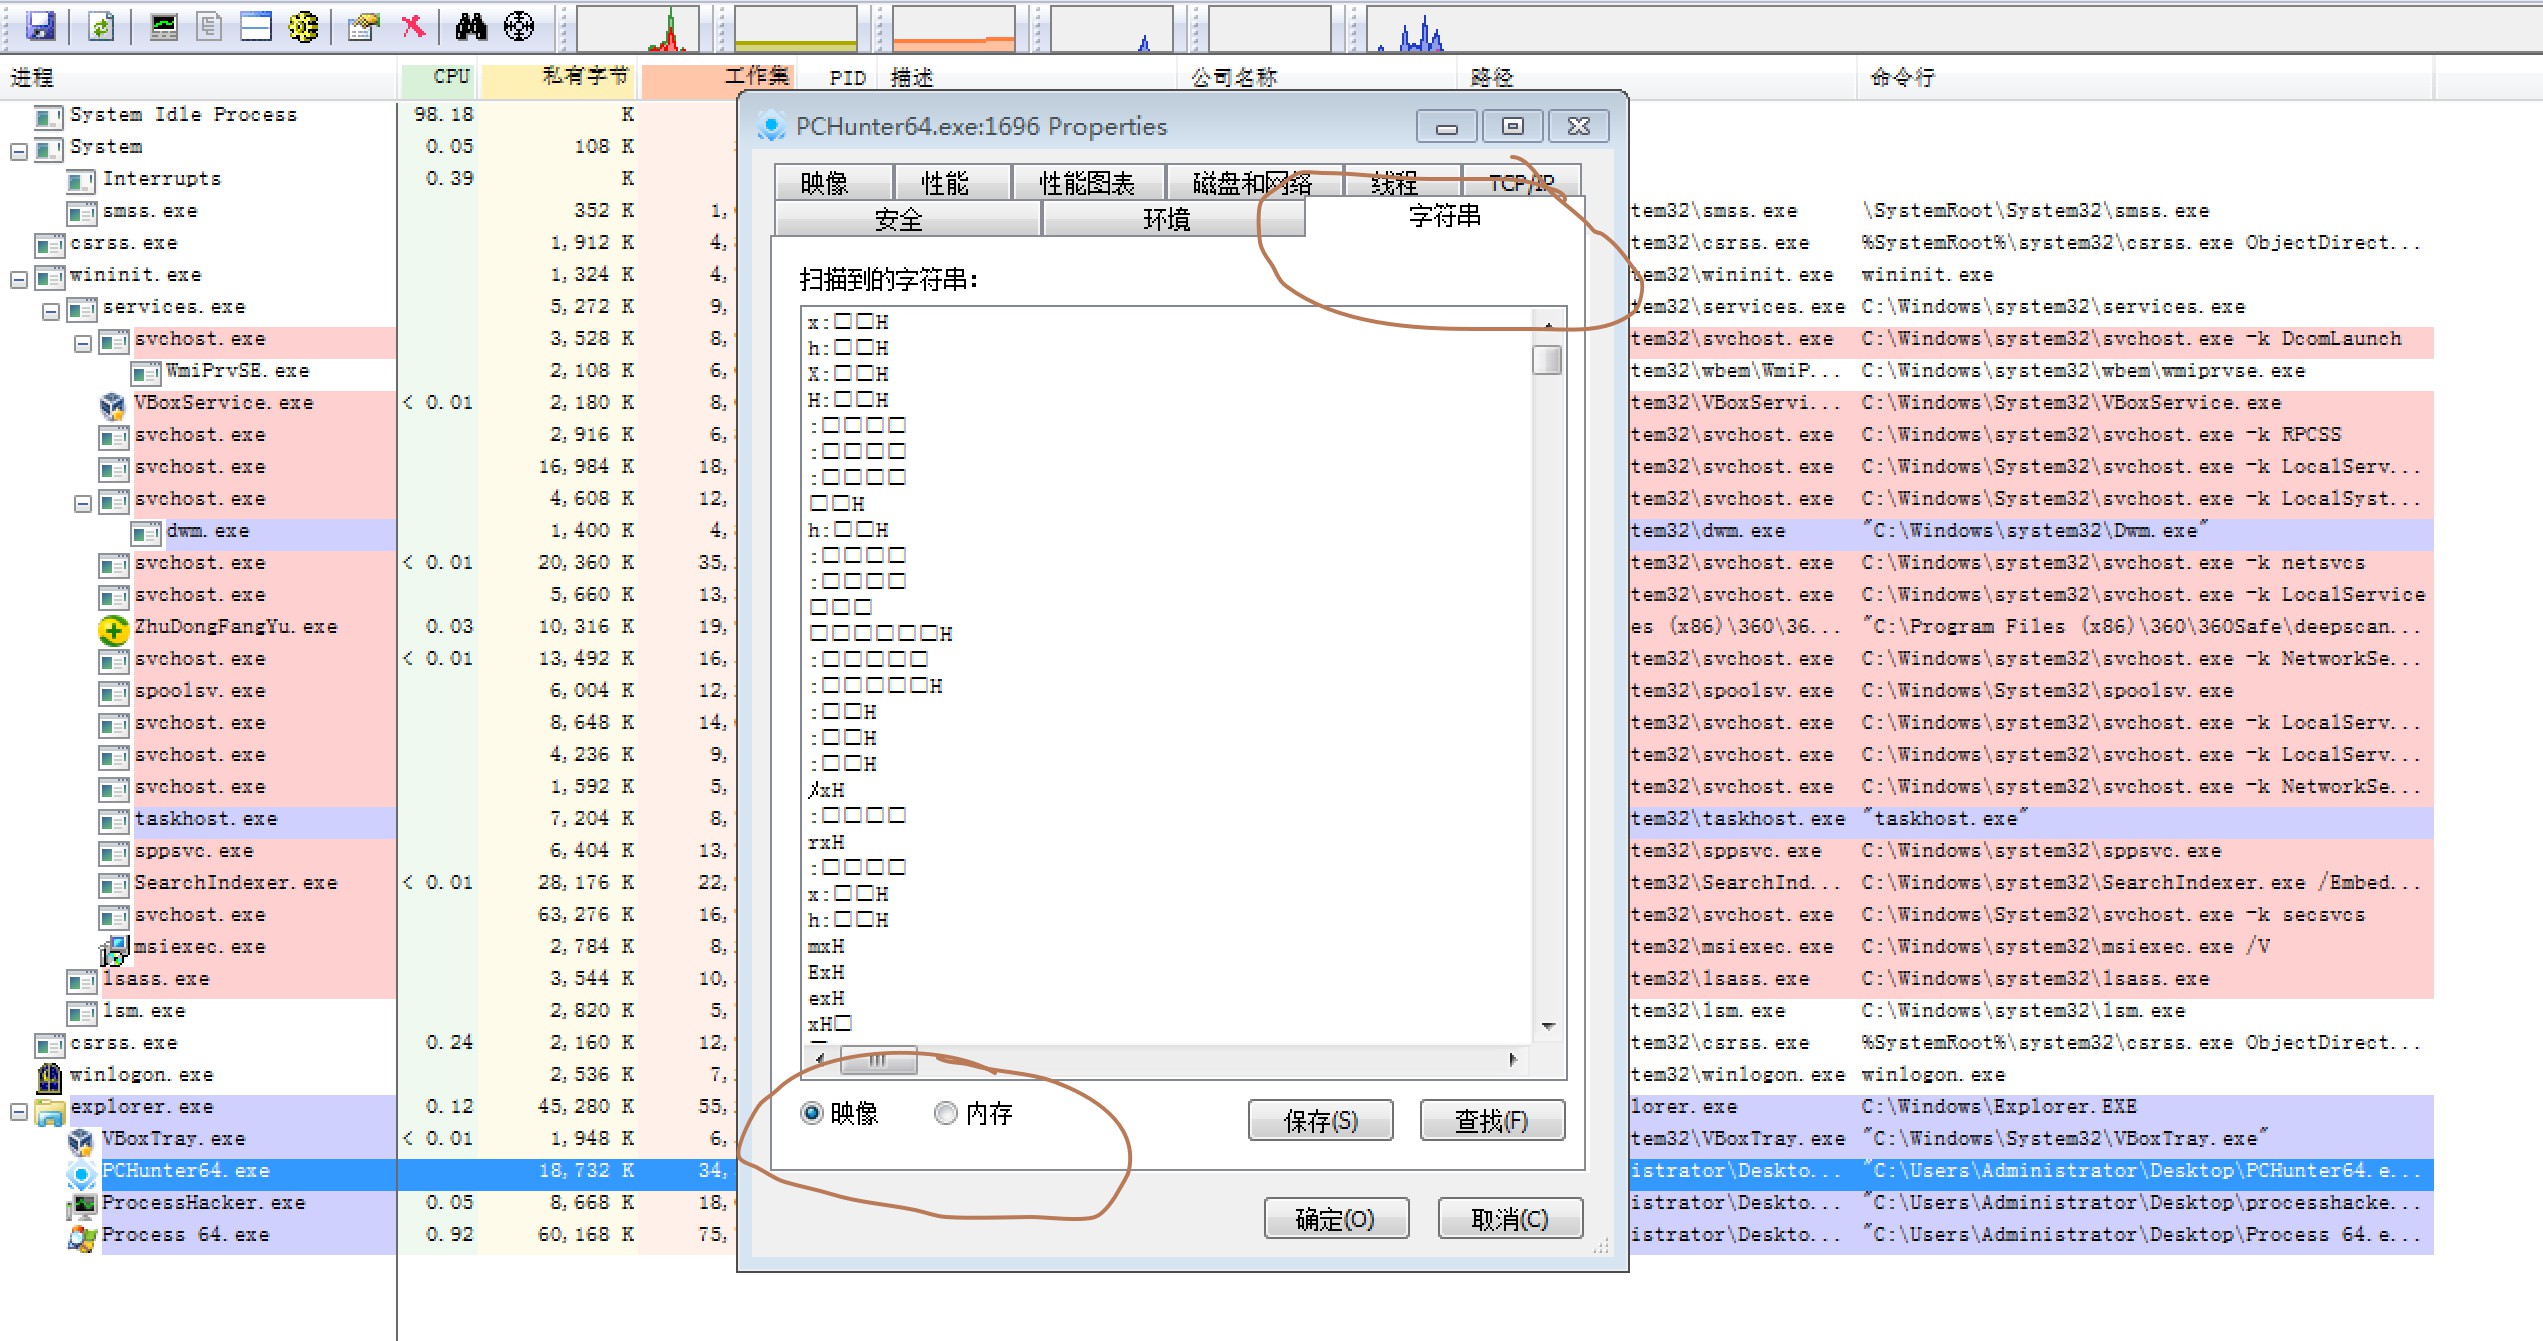 进程 CPU 私有字节 工作集 PID 描述 公司名称 路径 命令行
System Idle Process 98.18 K
System 0.05 108 K
Interrupts 0.39 K
smss.exe 352 K 1, tem32\smss.exe \SystemRoot\System32\smss.exe
csrss.exe 1,912 K 4, tem32\csrss.exe %SystemRoot%\system32\csrss.exe ObjectDirect...
wininit.exe 1,324 K 4, tem32\wininit.exe wininit.exe
services.exe 5,272 K 9, tem32\services.exe C:\Windows\system32\services.exe
svchost.exe 3,528 K 8, tem32\svchost.exe C:\Windows\system32\svchost.exe -k DcomLaunch
WmiPrvSE.exe 2,108 K 6, tem32\wbem\WmiP... C:\Windows\system32\wbem\wmiprvse.exe
VBoxService.exe < 0.01 2,180 K 8, tem32\VBoxServi... C:\Windows\System32\VBoxService.exe
svchost.exe 2,916 K 6, tem32\svchost.exe C:\Windows\system32\svchost.exe -k RPCSS
svchost.exe 16,984 K 18, tem32\svchost.exe C:\Windows\System32\svchost.exe -k LocalServ...
svchost.exe 4,608 K 12, tem32\svchost.exe C:\Windows\System32\svchost.exe -k LocalSyst...
dwm.exe 1,400 K 4, tem32\dwm.exe "C:\Windows\system32\Dwm.exe"
svchost.exe < 0.01 20,360 K 35, tem32\svchost.exe C:\Windows\system32\svchost.exe -k netsvcs
svchost.exe 5,660 K 13, tem32\svchost.exe C:\Windows\system32\svchost.exe -k LocalService
ZhuDongFangYu.exe 0.03 10,316 K 19, es (x86)\360\36... "C:\Program Files (x86)\360\360Safe\deepscan...
svchost.exe < 0.01 13,492 K 16, tem32\svchost.exe C:\Windows\system32\svchost.exe -k NetworkSe...
spoolsv.exe 6,004 K 12, tem32\spoolsv.exe C:\Windows\System32\spoolsv.exe
svchost.exe 8,648 K 14, tem32\svchost.exe C:\Windows\system32\svchost.exe -k LocalServ...
svchost.exe 4,236 K 9, tem32\svchost.exe C:\Windows\system32\svchost.exe -k LocalServ...
svchost.exe 1,592 K 5, tem32\svchost.exe C:\Windows\system32\svchost.exe -k NetworkSe...
taskhost.exe 7,204 K 8, tem32\taskhost.exe "taskhost.exe"
sppsvc.exe 6,404 K 13, tem32\sppsvc.exe C:\Windows\system32\sppsvc.exe
SearchIndexer.exe < 0.01 28,176 K 22, tem32\SearchInd... C:\Windows\system32\SearchIndexer.exe /Embed...
svchost.exe 63,276 K 16, tem32\svchost.exe C:\Windows\System32\svchost.exe -k secsvcs
msiexec.exe 2,784 K 8, tem32\msiexec.exe C:\Windows\system32\msiexec.exe /V
lsass.exe 3,544 K 10, tem32\lsass.exe C:\Windows\system32\lsass.exe
lsm.exe 2,820 K 5, tem32\lsm.exe C:\Windows\system32\lsm.exe
csrss.exe 0.24 2,160 K 12, tem32\csrss.exe %SystemRoot%\system32\csrss.exe ObjectDirect...
winlogon.exe 2,536 K 7, tem32\winlogon.exe winlogon.exe
explorer.exe 0.12 45,280 K 55, lorer.exe C:\Windows\Explorer.EXE
VBoxTray.exe < 0.01 1,948 K 6, tem32\VBoxTray.exe "C:\Windows\System32\VBoxTray.exe"
PCHunter64.exe 18,732 K 34, istrator\Deskto... "C:\Users\Administrator\Desktop\PCHunter64.e...
ProcessHacker.exe 0.05 8,668 K 18, istrator\Deskto... "C:\Users\Administrator\Desktop\processhacke...
Process 64.exe 0.92 60,168 K 75, istrator\Deskto... "C:\Users\Administrator\Desktop\Process 64.e...
PCHunter64.exe:1696 Properties
映像 性能 性能图表 磁盘和网络 线程 TCP/IP
安全 环境 字符串
扫描到的字符串:
x:□□H
h:□□H
X:□□H
H:□□H
:□□□□
:□□□□
:□□□□
□□H
h:□□H
:□□□□
:□□□□
□□□
□□□□□□H
:□□□□□
:□□□□□H
:□□H
:□□H
:□□H
xH
:□□□□
rxH
:□□□□
x:□□H
h:□□H
mxH
ExH
exH
xH□
映像 内存 保存(S) 查找(F)
确定(O) 取消(C)